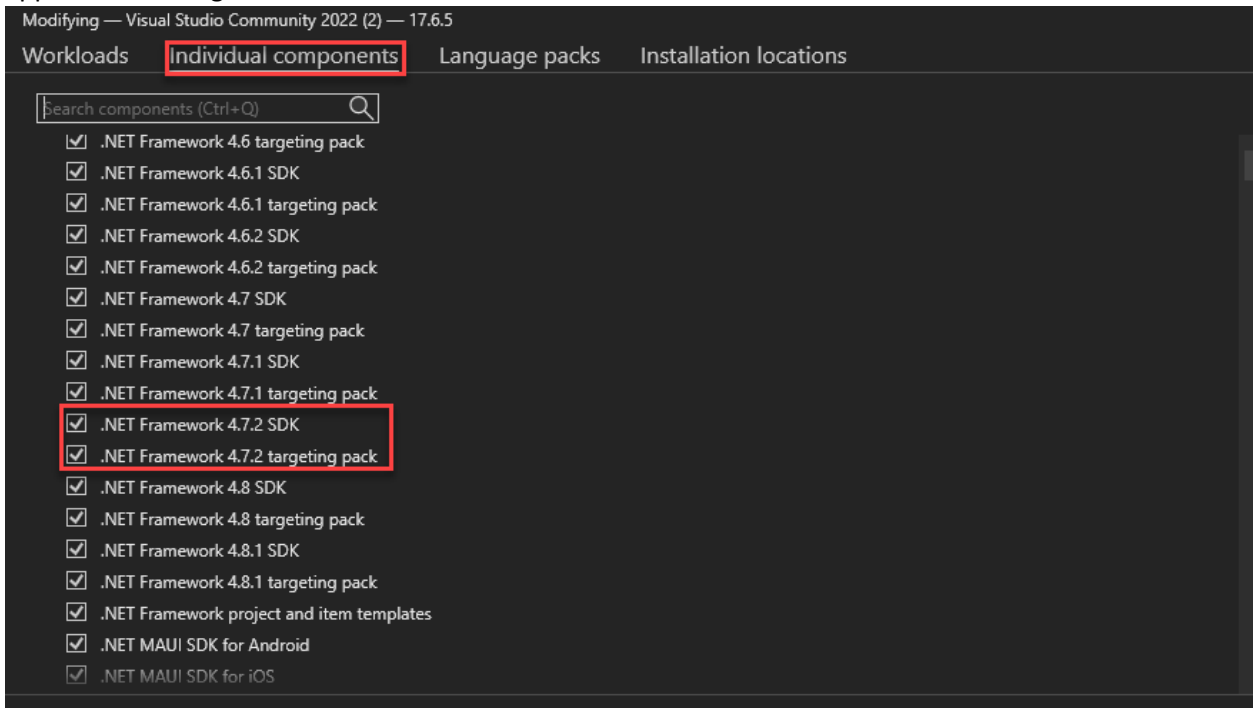 Modifying — Visual Studio Community 2022 (2) — 17.6.5
Workloads Individual components Language packs Installation locations
Search components (Ctrl+Q)
.NET Framework 4.6 targeting pack
.NET Framework 4.6.1 SDK
.NET Framework 4.6.1 targeting pack
.NET Framework 4.6.2 SDK
.NET Framework 4.6.2 targeting pack
.NET Framework 4.7 SDK
.NET Framework 4.7 targeting pack
.NET Framework 4.7.1 SDK
.NET Framework 4.7.1 targeting pack
.NET Framework 4.7.2 SDK
.NET Framework 4.7.2 targeting pack
.NET Framework 4.8 SDK
.NET Framework 4.8 targeting pack
.NET Framework 4.8.1 SDK
.NET Framework 4.8.1 targeting pack
.NET Framework project and item templates
.NET MAUI SDK for Android
.NET MAUI SDK for iOS